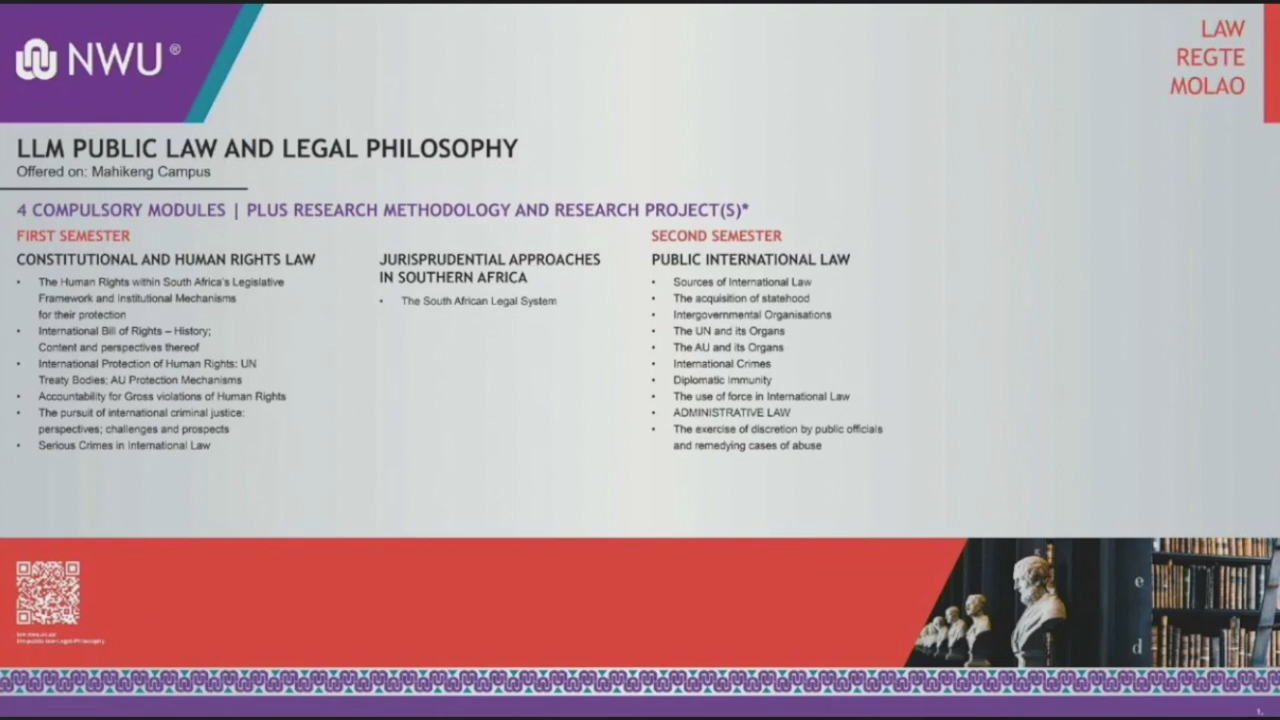 NWU®
LAW
REGTE
MOLAO
LLM PUBLIC LAW AND LEGAL PHILOSOPHY
Offered on: Mahikeng Campus
4 COMPULSORY MODULES | PLUS RESEARCH METHODOLOGY AND RESEARCH PROJECT(S)*
FIRST SEMESTER
CONSTITUTIONAL AND HUMAN RIGHTS LAW
• The Human Rights within South Africa's Legislative
Framework and Institutional Mechanisms
for their protection
• International Bill of Rights – History;
Content and perspectives thereof
• International Protection of Human Rights: UN
Treaty Bodies; AU Protection Mechanisms
• Accountability for Gross violations of Human Rights
• The pursuit of international criminal justice:
perspectives; challenges and prospects
• Serious Crimes in International Law
JURISPRUDENTIAL APPROACHES
IN SOUTHERN AFRICA
• The South African Legal System
SECOND SEMESTER
PUBLIC INTERNATIONAL LAW
• Sources of International Law
• The acquisition of statehood
• Intergovernmental Organisations
• The UN and its Organs
• The AU and its Organs
• International Crimes
• Diplomatic Immunity
• The use of force in International Law
• ADMINISTRATIVE LAW
• The exercise of discretion by public officials
and remedying cases of abuse
e
d
1.